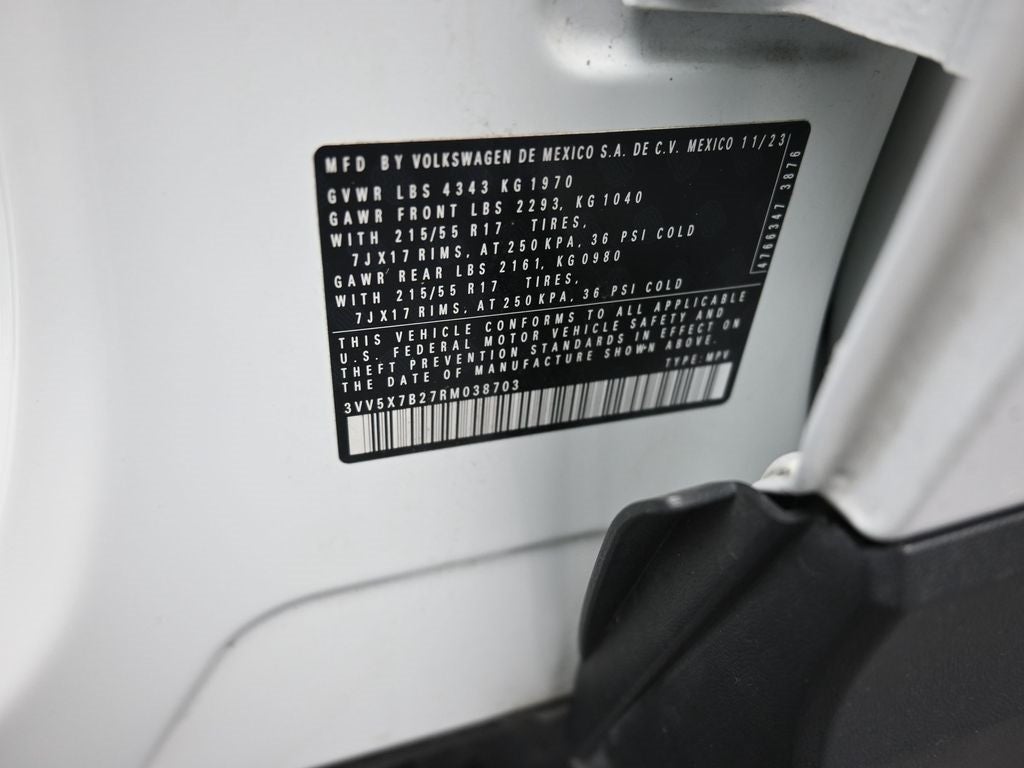 MFD BY VOLKSWAGEN DE MEXICO S.A. DE C.V. MEXICO 11/23
GVWR LBS 4343 KG 1970
GAWR FRONT LBS 2293, KG 1040
WITH 215/55 R17 TIRES,
7JX17 RIMS, AT 250 KPA, 36 PSI COLD
GAWR REAR LBS 2161, KG0980
WITH 215/55 R17 TIRES,
7JX17 RIMS, AT 250 KPA, 36 PSI COLD
4766347 3876
THIS VEHICLE CONFORMS TO ALL APPLICABLE
U.S. FEDERAL MOTOR VEHICLE SAFETY AND
THEFT PREVENTION STANDARDS IN EFFECT ON
THE DATE OF MANUFACTURE SHOWN ABOVE.
3VV5X7B27RM038703 TYPE: MPV